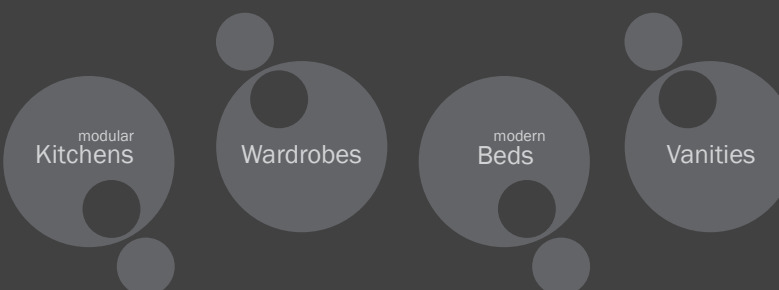 modular
Kitchens
Wardrobes
modern
Beds
Vanities